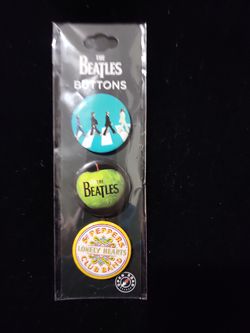 THE
BEATLES
BUTTONS
THE
BEATLES
SGT PEPPERS
LONELY HEARTS
CLUB BAND